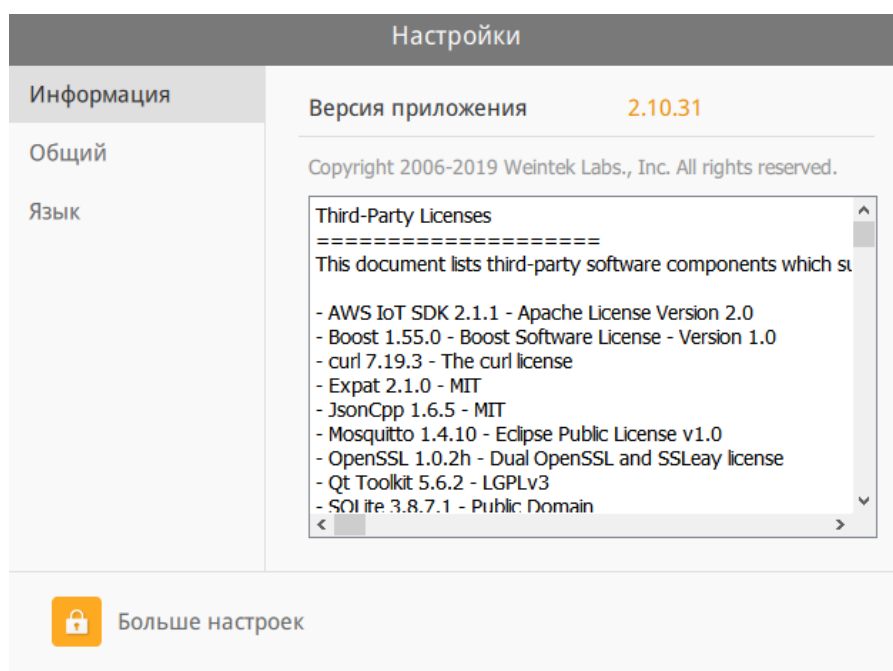 Настройки
Информация
Общий
Язык
Версия приложения 2.10.31
Copyright 2006-2019 Weintek Labs., Inc. All rights reserved.
Third-Party Licenses
====================
This document lists third-party software components which su
- AWS IoT SDK 2.1.1 - Apache License Version 2.0
- Boost 1.55.0 - Boost Software License - Version 1.0
- curl 7.19.3 - The curl license
- Expat 2.1.0 - MIT
- JsonCpp 1.6.5 - MIT
- Mosquitto 1.4.10 - Eclipse Public License v1.0
- OpenSSL 1.0.2h - Dual OpenSSL and SSLeay license
- Qt Toolkit 5.6.2 - LGPLv3
- SQLite 3.8.7.1 - Public Domain
Больше настроек